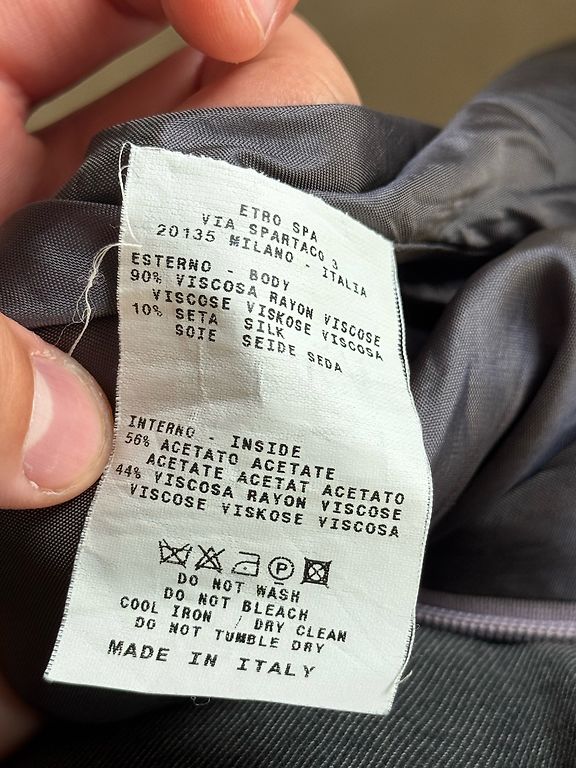 ETRO SPA
VIA SPARTACO 3
20135 MILANO - ITALIA
ESTERNO - BODY
90% VISCOSA RAYON VISCOSE
VISCOSE VISKOSE VISCOSA
10% SETA SILK
SOIE SEIDE SEDA
INTERNO - INSIDE
56% ACETATO ACETATE
ACETATE ACETAT ACETATO
44% VISCOSA RAYON VISCOSE
VISCOSE VISKOSE VISCOSA
P
DO NOT WASH
DO NOT BLEACH
COOL IRON / DRY CLEAN
DO NOT TUMBLE DRY
MADE IN ITALY